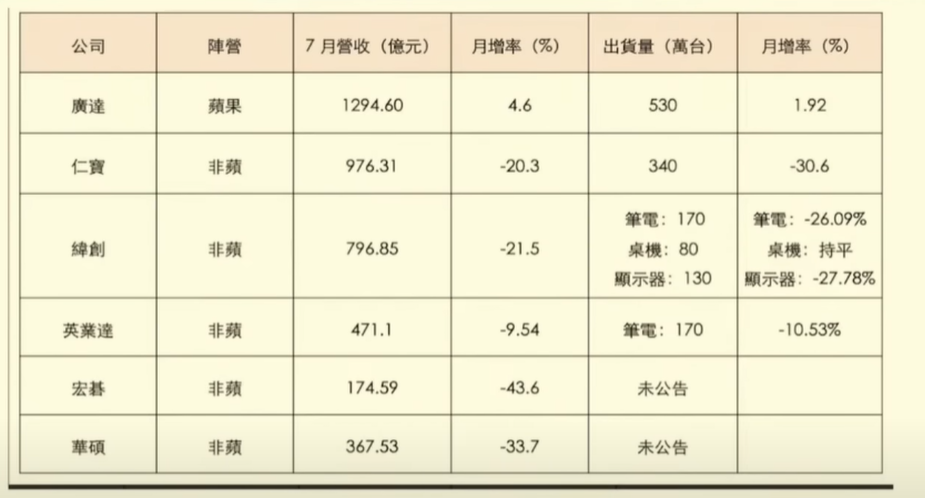 公司 陣營 7 月營收（億元） 月增率（%） 出貨量（萬台） 月增率（%）
廣達 蘋果 1294.60 4.6 530 1.92
仁寶 非蘋 976.31 -20.3 340 -30.6
緯創 非蘋 796.85 -21.5 筆電：170 筆電：-26.09%
桌機：80 桌機：持平
顯示器：130 顯示器：-27.78%
英業達 非蘋 471.1 -9.54 筆電：170 -10.53%
宏碁 非蘋 174.59 -43.6 未公告
華碩 非蘋 367.53 -33.7 未公告